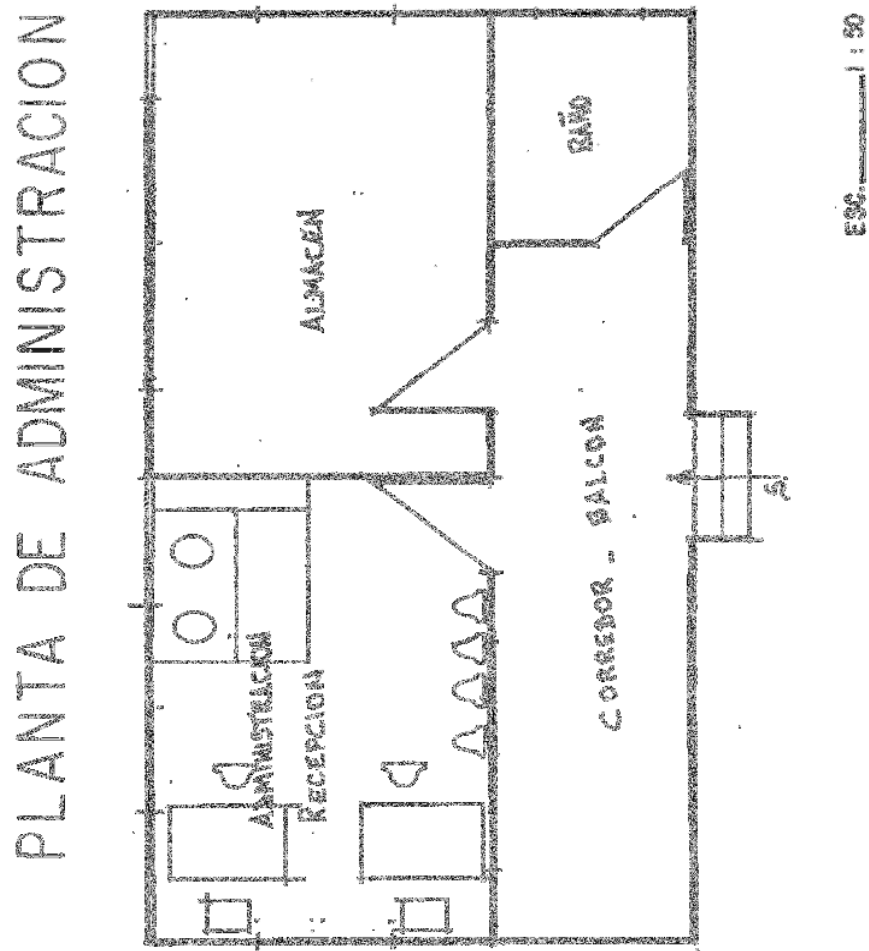 PLANTA DE ADMINISTRACION
ALMACEN
BAÑO
ADMINISTRACION
RECEPCION
CORREDOR - BALCON
S.
ESC. 1:50